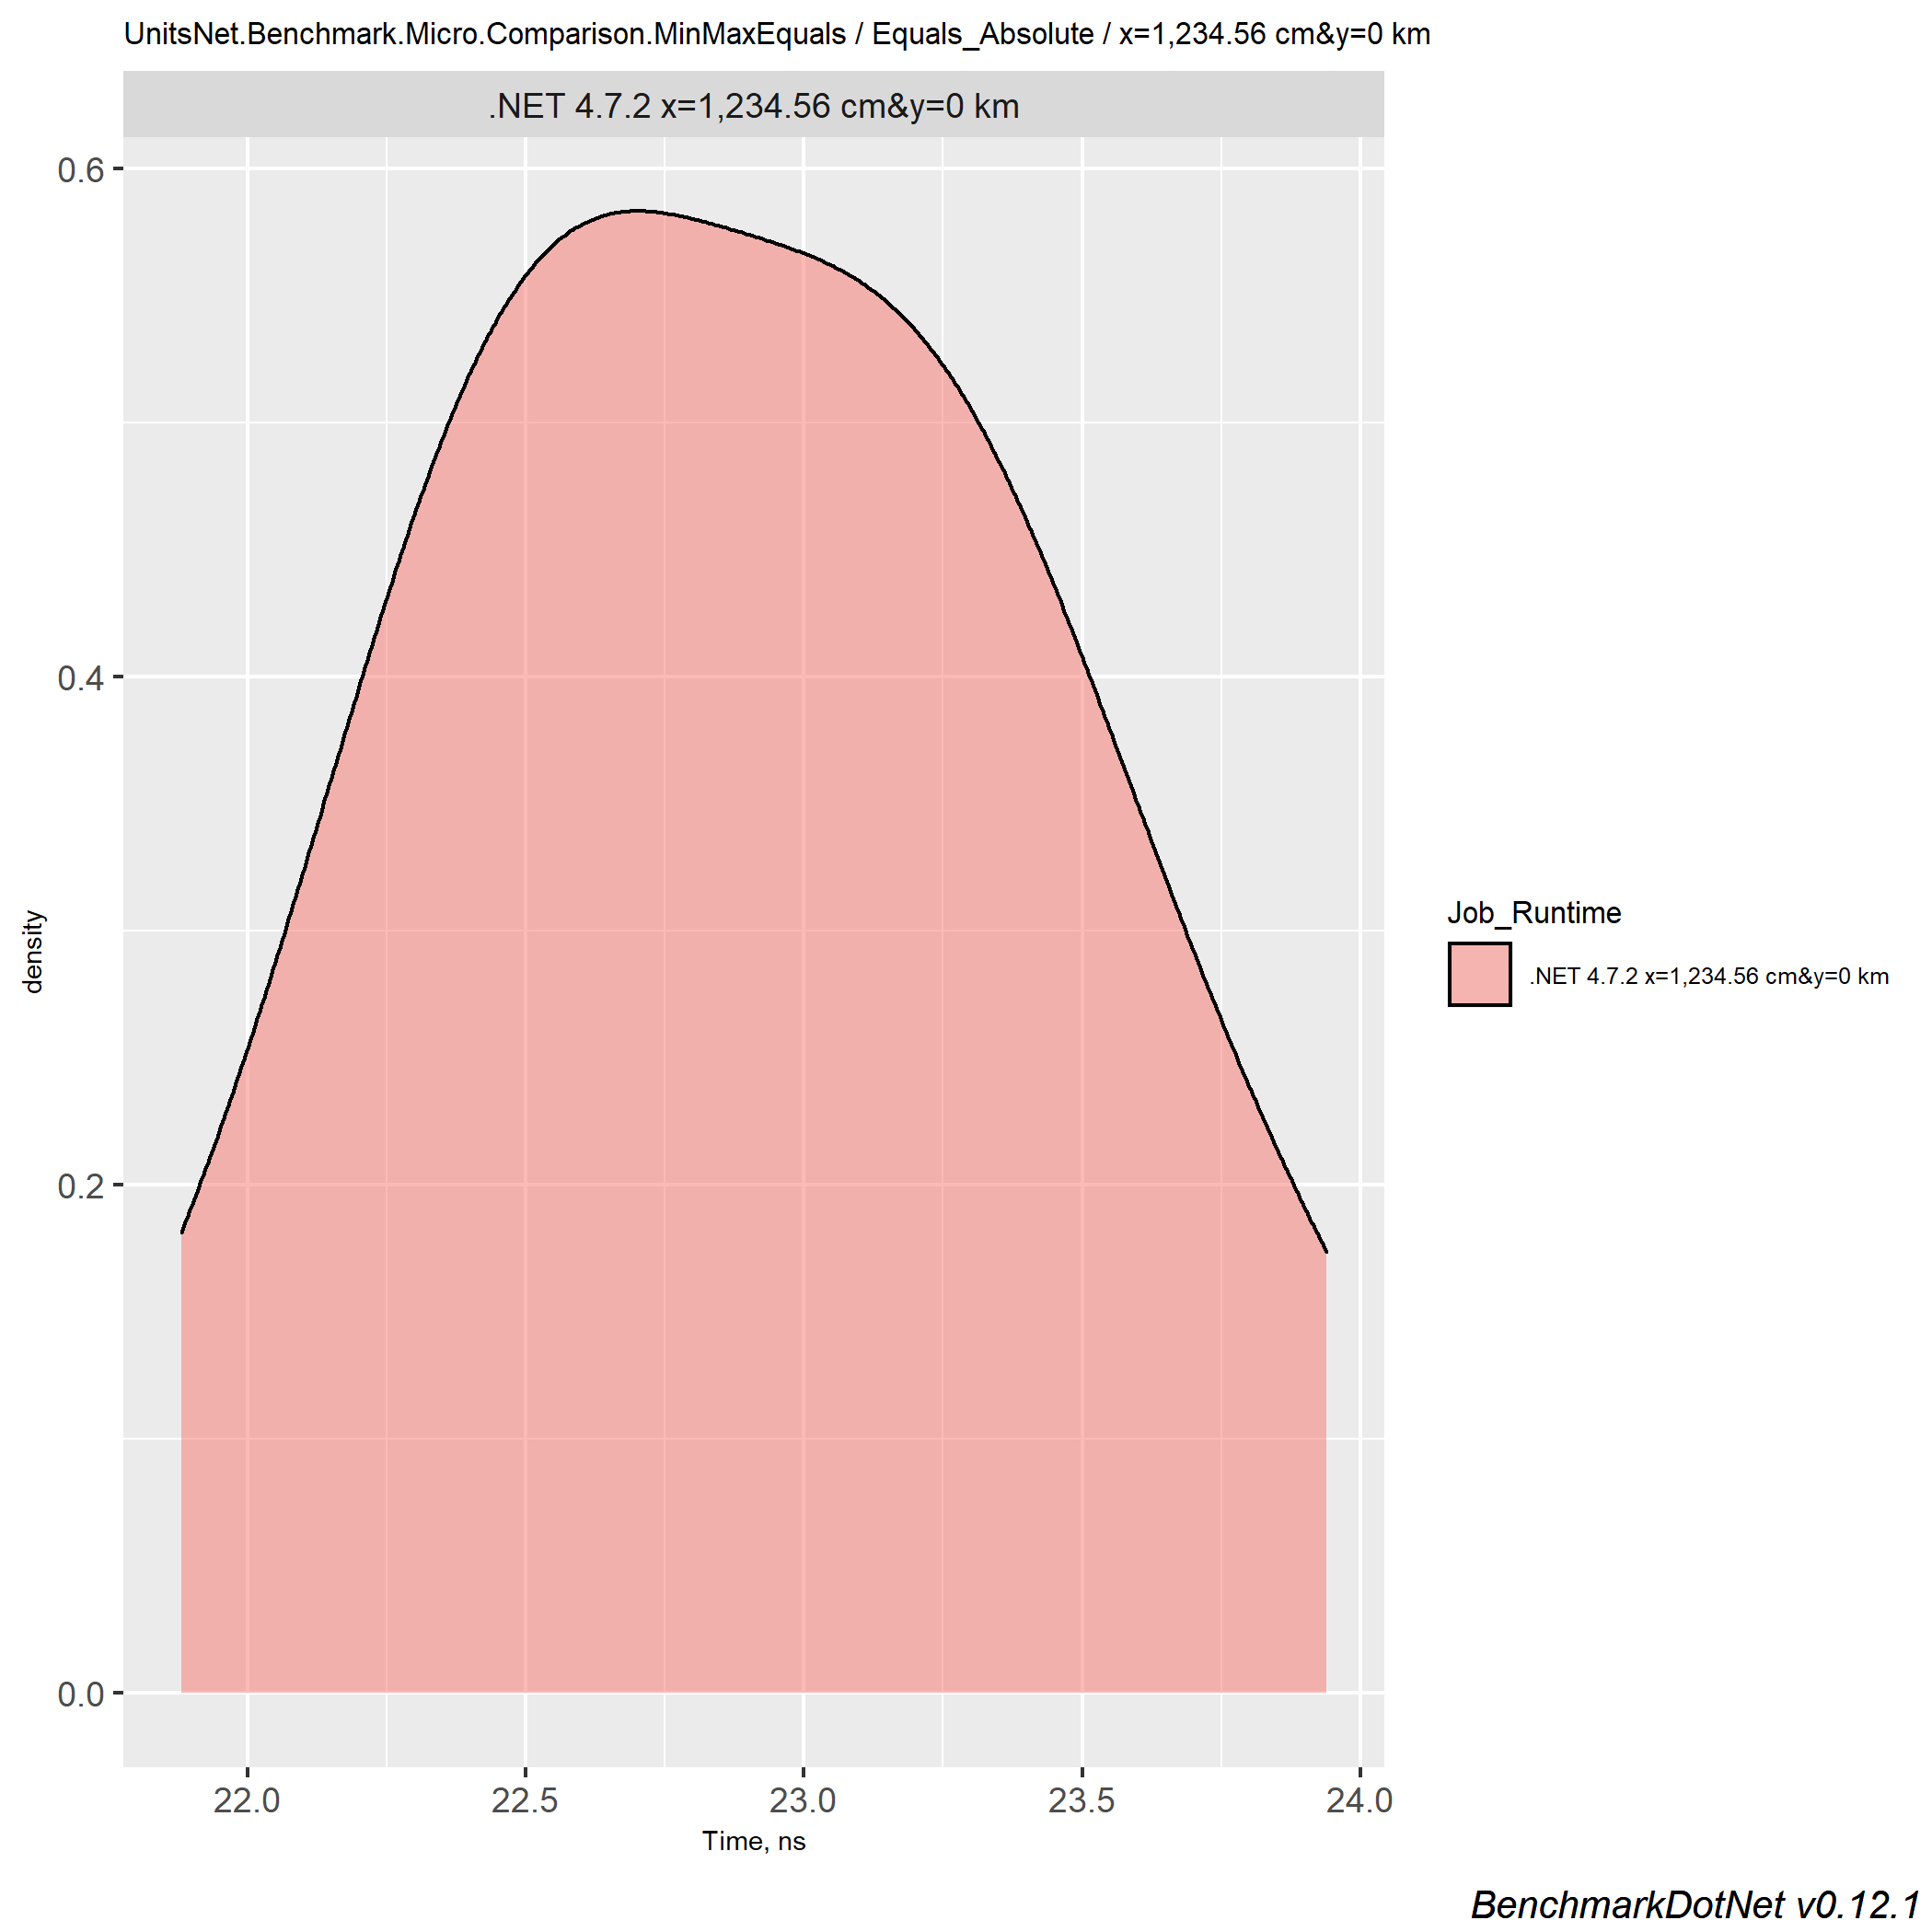 UnitsNet.Benchmark.Micro.Comparison.MinMaxEquals / Equals_Absolute / x=1,234.56 cm&y=0 km
.NET 4.7.2 x=1,234.56 cm&y=0 km
0.6
0.4
0.2
0.0
density
22.0 22.5 23.0 23.5 24.0
Time, ns
Job_Runtime
.NET 4.7.2 x=1,234.56 cm&y=0 km
BenchmarkDotNet v0.12.1